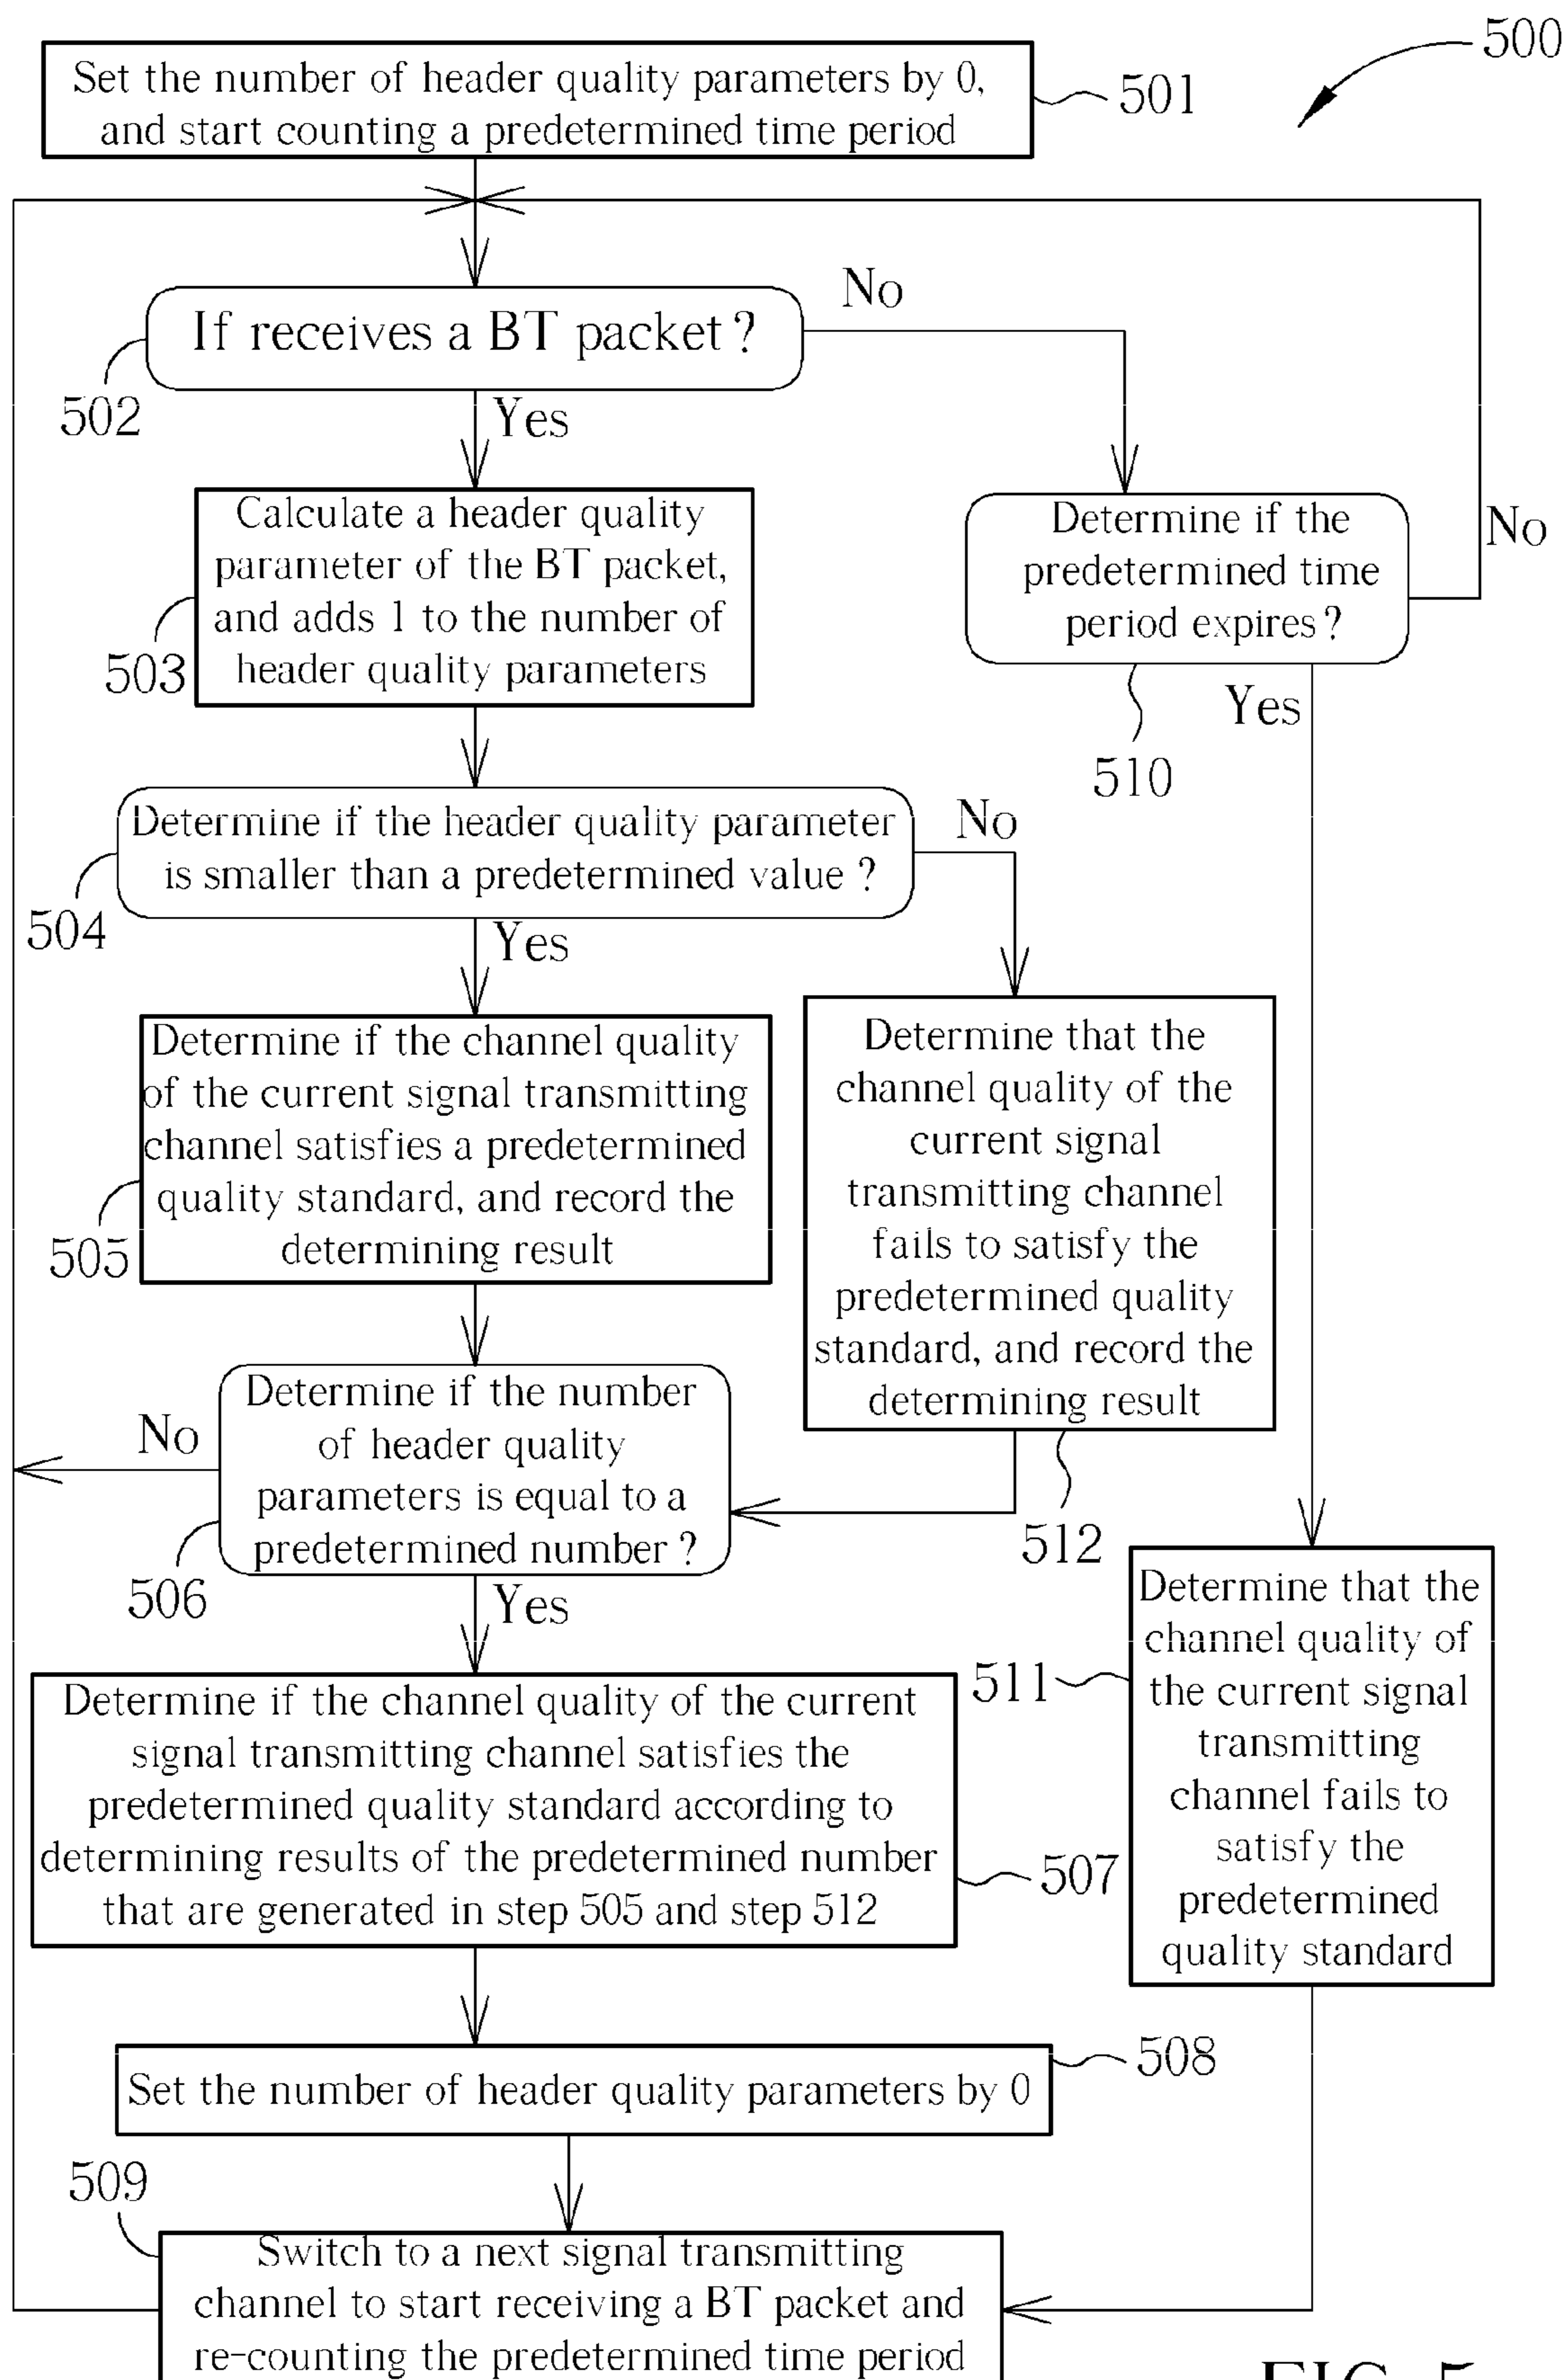 500
Set the number of header quality parameters by 0,
and start counting a predetermined time period
501
If receives a BT packet ?
No
502
Yes
Calculate a header quality
parameter of the BT packet,
and adds 1 to the number of
header quality parameters
503
Determine if the
predetermined time
period expires ?
No
Yes
510
Determine if the header quality parameter
is smaller than a predetermined value ?
No
504
Yes
Determine if the channel quality
of the current signal transmitting
channel satisfies a predetermined
quality standard, and record the
determining result
505
Determine that the
channel quality of the
current signal
transmitting channel
fails to satisfy the
predetermined quality
standard, and record the
determining result
512
Determine if the number
of header quality
parameters is equal to a
predetermined number ?
No
506
Yes
Determine if the channel quality of the current
signal transmitting channel satisfies the
predetermined quality standard according to
determining results of the predetermined number
that are generated in step 505 and step 512
507
511
Determine that the
channel quality of
the current signal
transmitting
channel fails to
satisfy the
predetermined
quality standard
Set the number of header quality parameters by 0
508
509
Switch to a next signal transmitting
channel to start receiving a BT packet and
re-counting the predetermined time period
FIG. 5